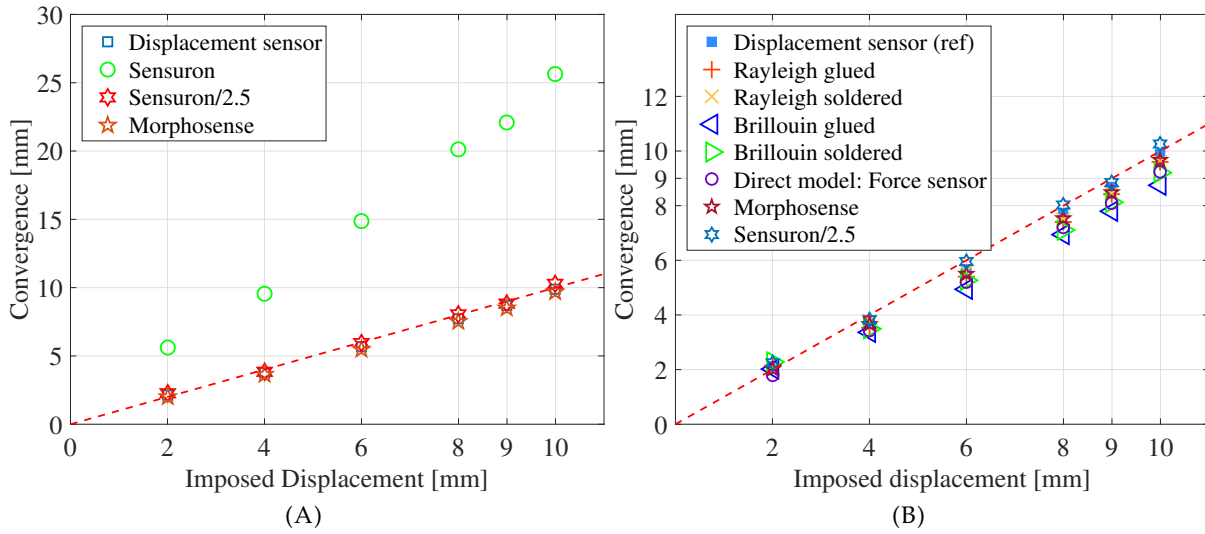 30
25
20
15
10
5
0
Convergence [mm]
Displacement sensor
Sensuron
Sensuron/2.5
Morphosense
0 2 4 6 8 9 10
Imposed Displacement [mm]
(A)
12
10
9
8
6
4
2
0
Convergence [mm]
Displacement sensor (ref)
Rayleigh glued
Rayleigh soldered
Brillouin glued
Brillouin soldered
Direct model: Force sensor
Morphosense
Sensuron/2.5
2 4 6 8 9 10
Imposed displacement [mm]
(B)